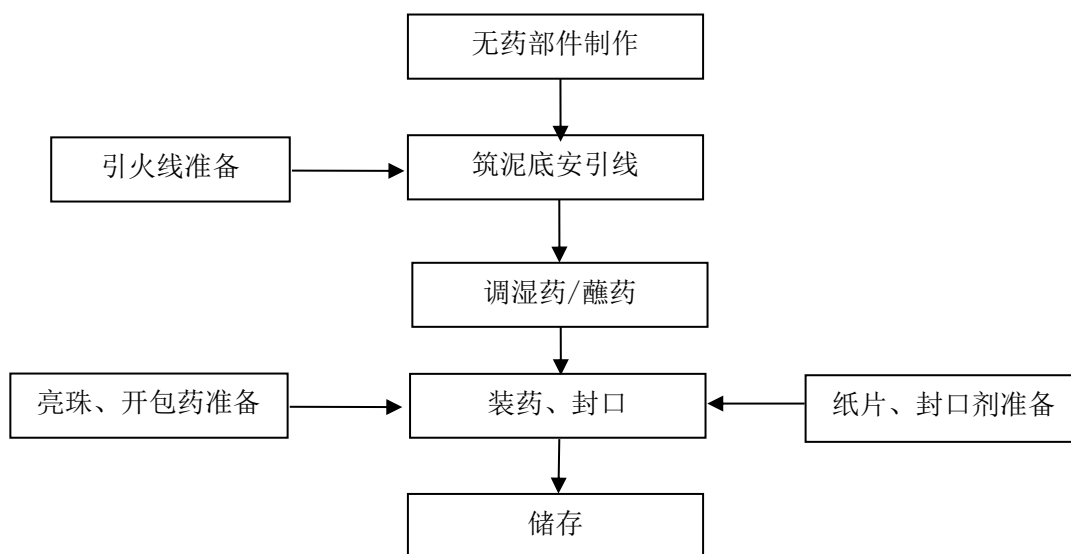 无药部件制作
引火线准备
筑泥底安引线
调湿药/蘸药
亮珠、开包药准备
装药、封口
纸片、封口剂准备
储存